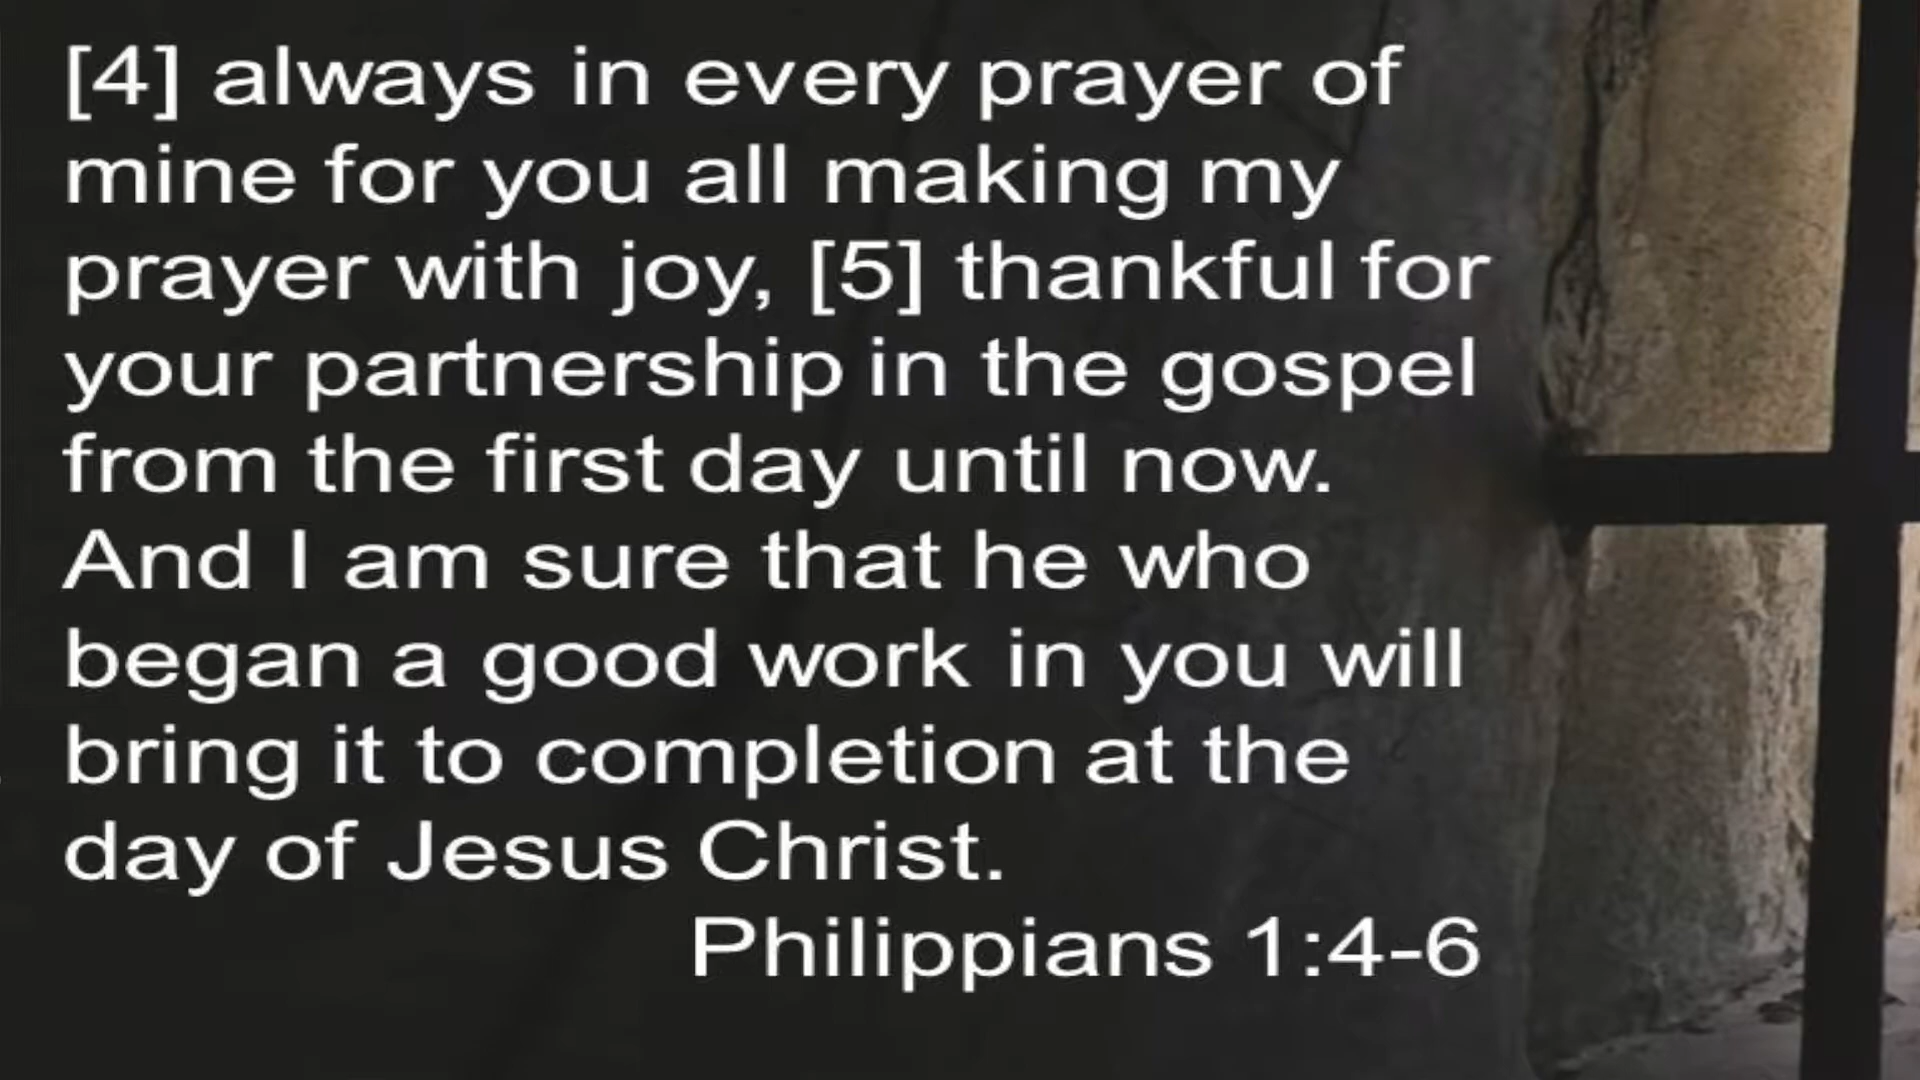 [4] always in every prayer of
mine for you all making my
prayer with joy, [5] thankful for
your partnership in the gospel
from the first day until now.
And I am sure that he who
began a good work in you will
bring it to completion at the
day of Jesus Christ.
Philippians 1:4-6